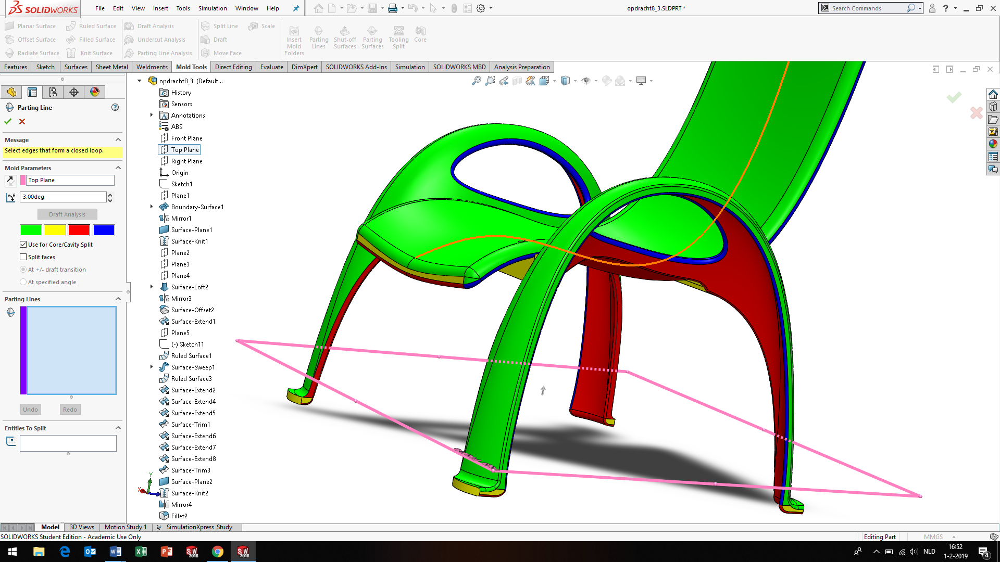 SOLIDWORKS
File Edit View Insert Tools Simulation Window Help
opdracht8_3.SLDPRT *
Search Commands
Planar Surface Ruled Surface Draft Analysis Split Line Scale
Offset Surface Filled Surface Undercut Analysis Draft
Radiate Surface Knit Surface Parting Line Analysis Move Face
Insert Mold Folders
Parting Lines
Shut-off Surfaces
Parting Surfaces
Tooling Split
Core
Features Sketch Surfaces Sheet Metal Weldments Mold Tools Direct Editing Evaluate DimXpert SOLIDWORKS Add-Ins Simulation SOLIDWORKS MBD Analysis Preparation
Parting Line
Message
Select edges that form a closed loop.
Mold Parameters
Top Plane
3.00deg
Draft Analysis
Use for Core/Cavity Split
Split faces
At +/- draft transition
At specified angle
Parting Lines
Undo Redo
Entities To Split
opdracht8_3 (Default...
History
Sensors
Annotations
ABS
Front Plane
Top Plane
Right Plane
Origin
Sketch1
Plane1
Boundary-Surface1
Mirror1
Surface-Plane1
Surface-Knit1
Plane2
Plane3
Plane4
Surface-Loft2
Mirror3
Surface-Offset2
Surface-Extend1
Plane5
(-) Sketch11
Ruled Surface1
Surface-Sweep1
Ruled Surface3
Surface-Extend2
Surface-Extend4
Surface-Extend5
Surface-Trim1
Surface-Extend6
Surface-Extend7
Surface-Extend8
Surface-Trim3
Surface-Plane2
Surface-Knit2
Mirror4
Fillet2
Y
X
Model 3D Views Motion Study 1 SimulationXpress_Study
SOLIDWORKS Student Edition - Academic Use Only
Editing Part
MMGS
NLD
16:52
1-2-2019
4